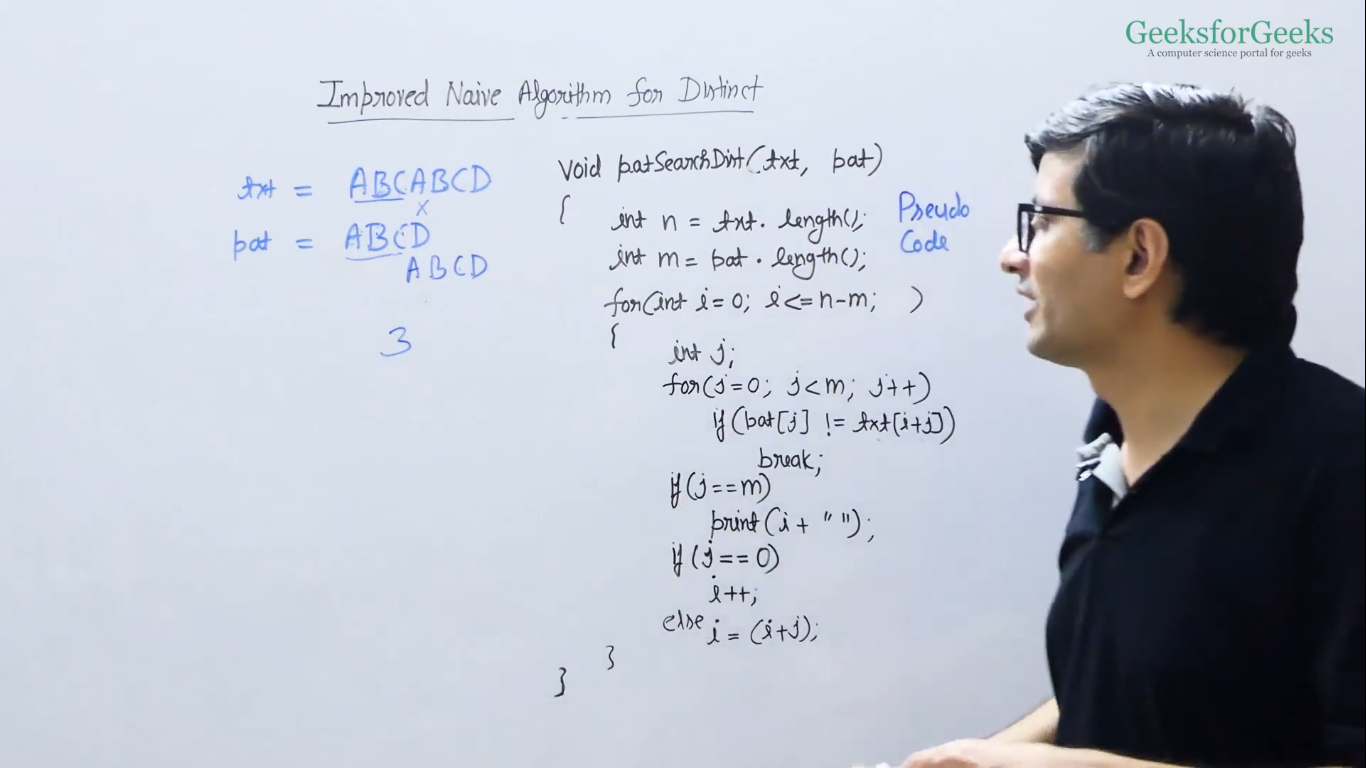 GeeksforGeeks
A computer science portal for geeks
Improved Naive Algorithm for Distinct
txt = ABCABCD
x
pat = ABCD
ABCD
3
void patSearchDist(txt, pat)
{
int n = txt. length();
int m = pat. length();
Pseudo
Code
for(int i=0; i<=n-m; )
{
int j;
for(j=0; j<m; j++)
if(pat[j] != txt[i+j])
break;
if(j==m)
print(i + " ");
if(j==0)
i++;
else i = (i+j);
}
}